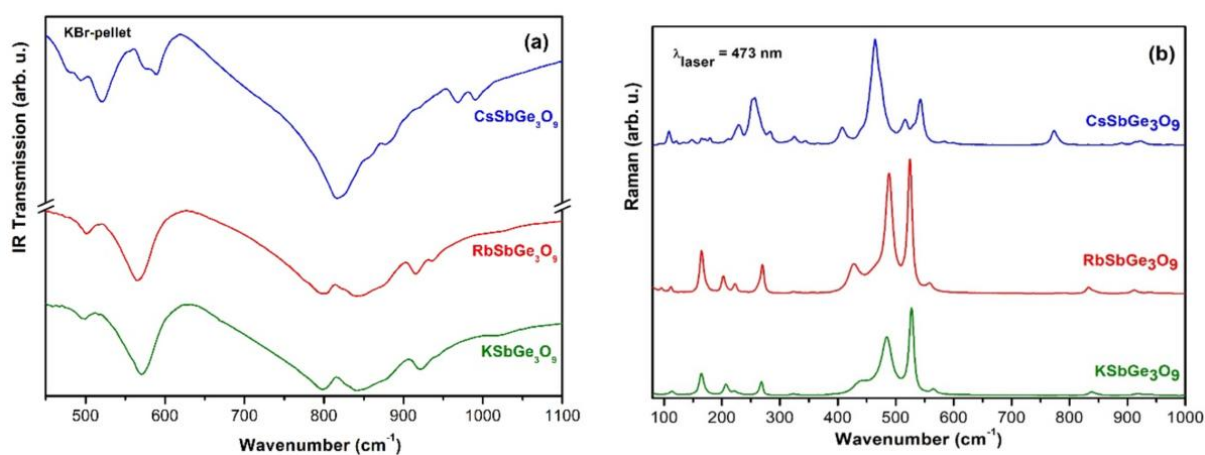 KBr-pellet
(a)
CsSbGe₃O₉
RbSbGe₃O₉
KSbGe₃O₉
IR Transmission (arb. u.)
500 600 700 800 900 1000 1100
Wavenumber (cm⁻¹)
λlaser = 473 nm
(b)
CsSbGe₃O₉
RbSbGe₃O₉
KSbGe₃O₉
Raman (arb. u.)
100 200 300 400 500 600 700 800 900 1000
Wavenumber (cm⁻¹)